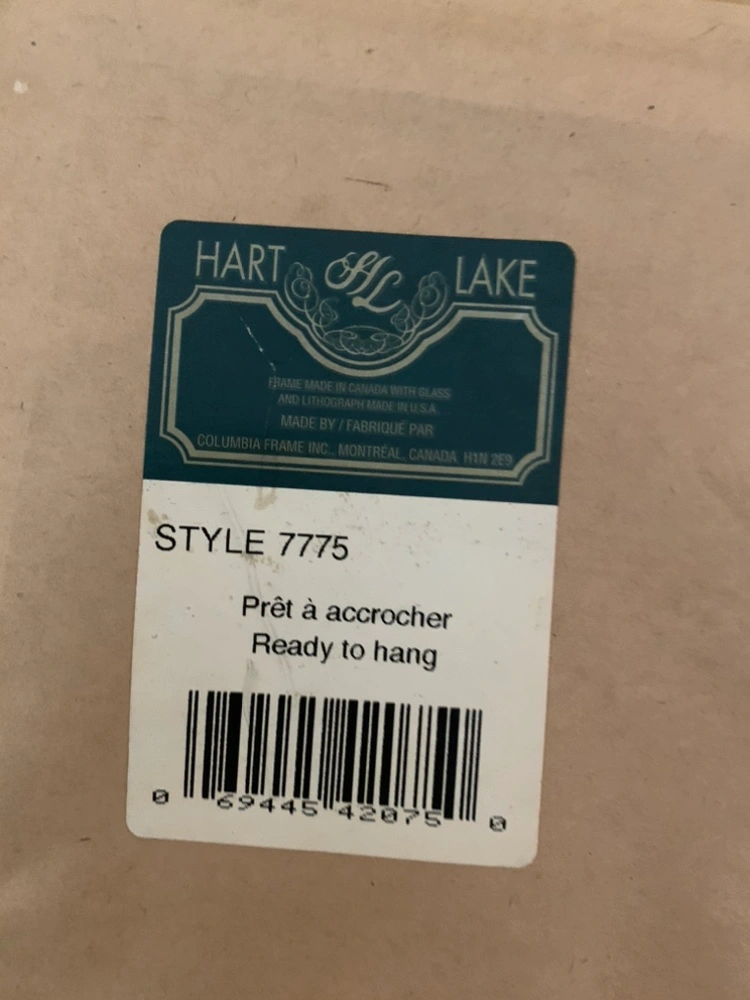 HART HL LAKE
FRAME MADE IN CANADA WITH GLASS
AND LITHOGRAPH MADE IN U.S.A.
MADE BY / FABRIQUÉ PAR
COLUMBIA FRAME INC., MONTRÉAL, CANADA H1N 2E9
STYLE 7775
Prêt à accrocher
Ready to hang
0 69445 42075 0